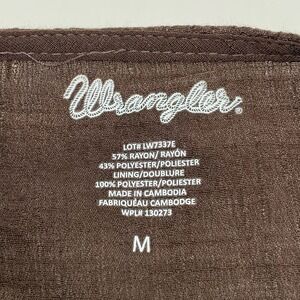 Wrangler®
LOT# LW7337E
57% RAYON/ RAYÓN
43% POLYESTER/POLIESTER
LINING/DOUBLURE
100% POLYESTER/POLIESTER
MADE IN CAMBODIA
FABRIQUÉAU CAMBODGE
WPL# 130273
M